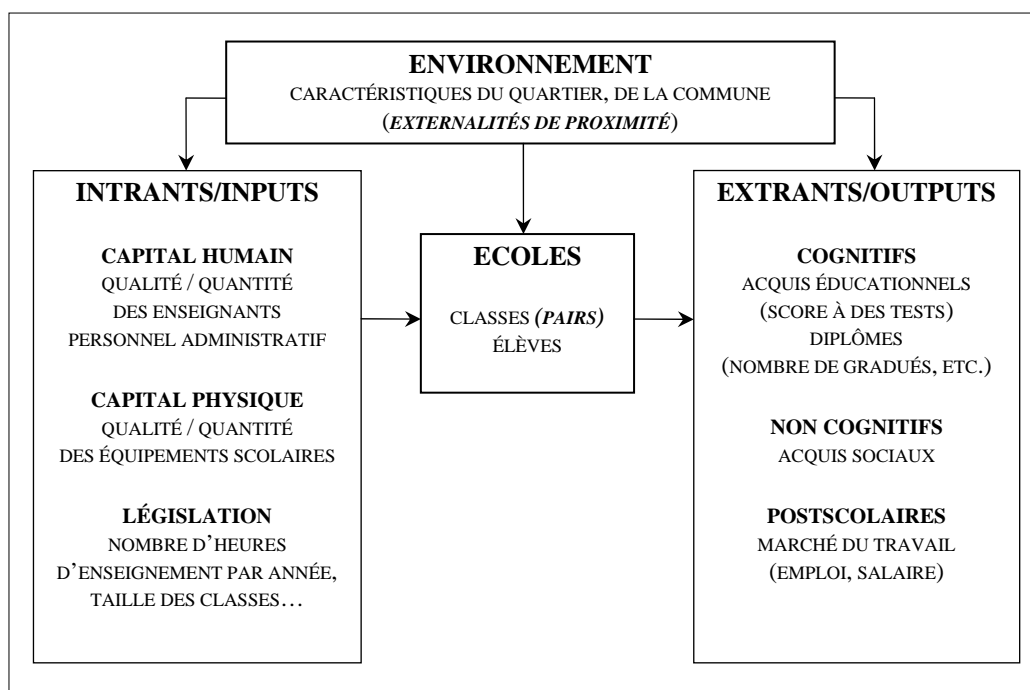 ENVIRONNEMENT
CARACTÉRISTIQUES DU QUARTIER, DE LA COMMUNE
(EXTERNALITÉS DE PROXIMITÉ)
INTRANTS/INPUTS
CAPITAL HUMAIN
QUALITÉ / QUANTITÉ
DES ENSEIGNANTS
PERSONNEL ADMINISTRATIF
CAPITAL PHYSIQUE
QUALITÉ / QUANTITÉ
DES ÉQUIPEMENTS SCOLAIRES
LÉGISLATION
NOMBRE D’HEURES
D’ENSEIGNEMENT PAR ANNÉE,
TAILLE DES CLASSES…
ECOLES
CLASSES (PAIRS)
ÉLÈVES
EXTRANTS/OUTPUTS
COGNITIFS
ACQUIS ÉDUCATIONNELS
(SCORE À DES TESTS)
DIPLÔMES
(NOMBRE DE GRADUÉS, ETC.)
NON COGNITIFS
ACQUIS SOCIAUX
POSTSCOLAIRES
MARCHÉ DU TRAVAIL
(EMPLOI, SALAIRE)